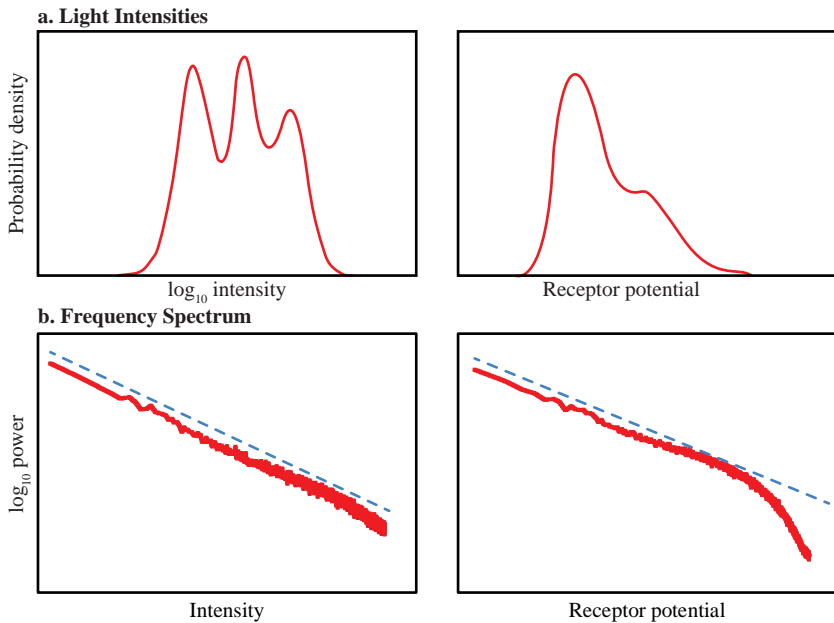 a. Light Intensities
Probability density
log₁₀ intensity
Receptor potential
b. Frequency Spectrum
log₁₀ power
Intensity
Receptor potential